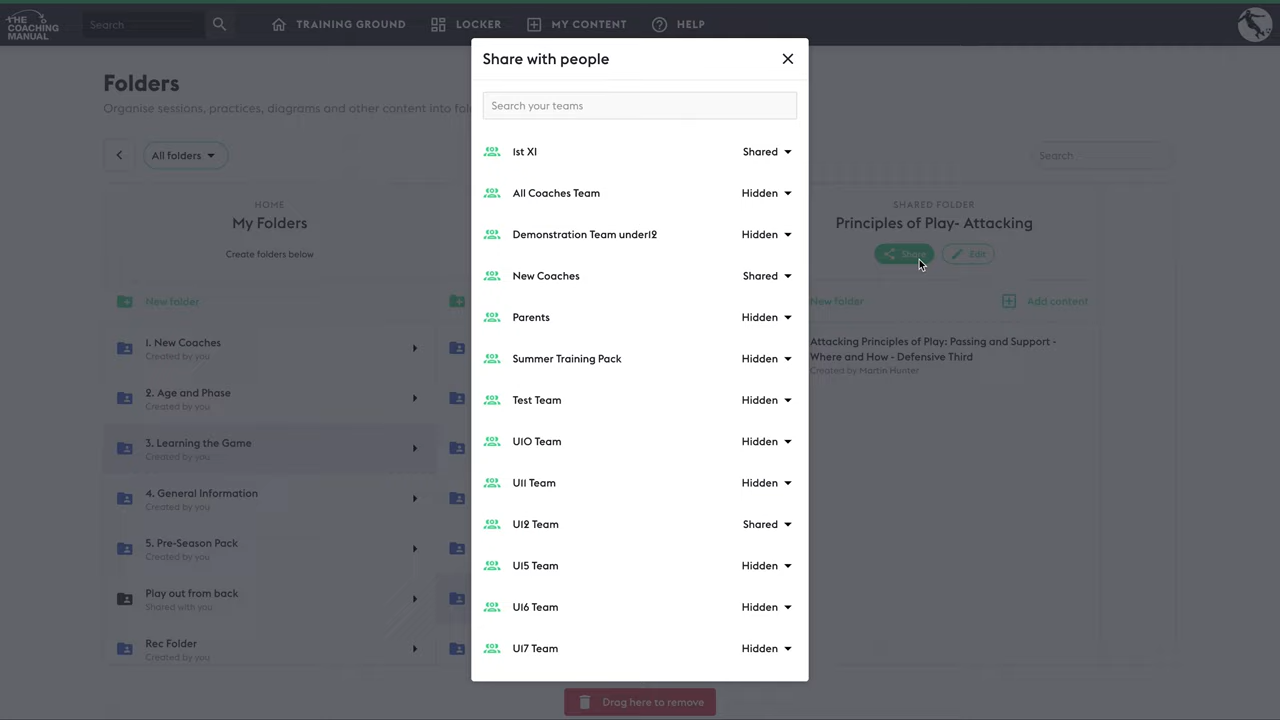 THE
COACHING
MANUAL
Search...
TRAINING GROUND
LOCKER
MY CONTENT
HELP
Folders
Organise sessions, practices, diagrams and other content into fol
All folders
Search
HOME
My Folders
Create folders below
New folder
1. New Coaches
Created by you
2. Age and Phase
Created by you
3. Learning the Game
Created by you
4. General Information
Created by you
5. Pre-Season Pack
Created by you
Play out from back
Shared with you
Rec Folder
Created by you
Share with people
Search your teams
1st XI Shared
All Coaches Team Hidden
Demonstration Team under12 Hidden
New Coaches Shared
Parents Hidden
Summer Training Pack Hidden
Test Team Hidden
U10 Team Hidden
U11 Team Hidden
U12 Team Shared
U15 Team Hidden
U16 Team Hidden
U17 Team Hidden
SHARED FOLDER
Principles of Play- Attacking
Share Edit
New folder Add content
Attacking Principles of Play: Passing and Support -
Where and How - Defensive Third
Created by Martin Hunter
Drag here to remove